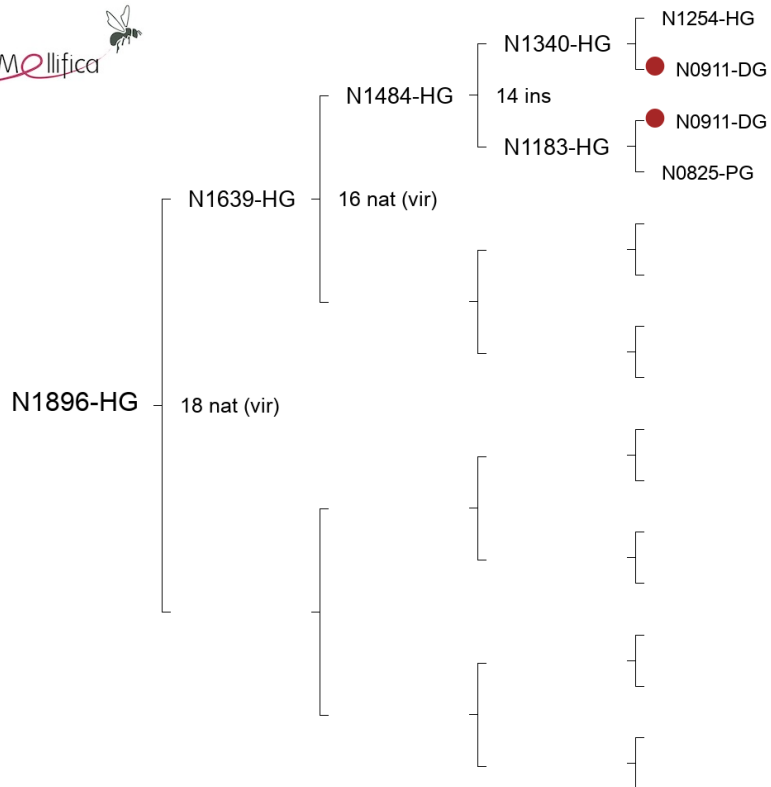 Mellifica
N1254-HG
N1340-HG
N0911-DG
N1484-HG
14 ins
N0911-DG
N1183-HG
N0825-PG
N1639-HG
16 nat (vir)
N1896-HG
18 nat (vir)